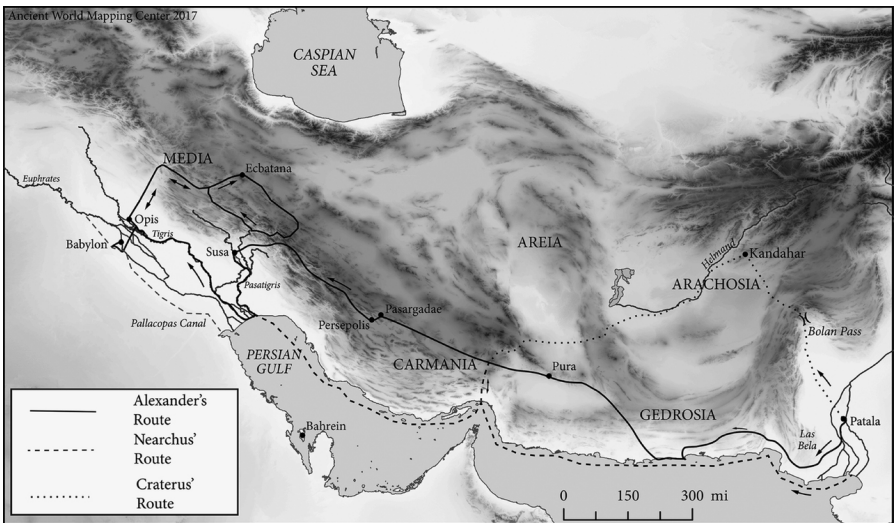 Ancient World Mapping Center 2017
CASPIAN
SEA
MEDIA
Ecbatana
Euphrates
Opis
Tigris
Babylon
Susa
Pasatigris
AREIA
Helmand
Kandahar
ARACHOSIA
Pallacopas Canal
Pasargadae
Persepolis
Bolan Pass
PERSIAN
GULF
CARMANIA
Pura
GEDROSIA
Bahrein
Las
Bela
Patala
Alexander's
Route
Nearchus'
Route
Craterus'
Route
0 150 300 mi